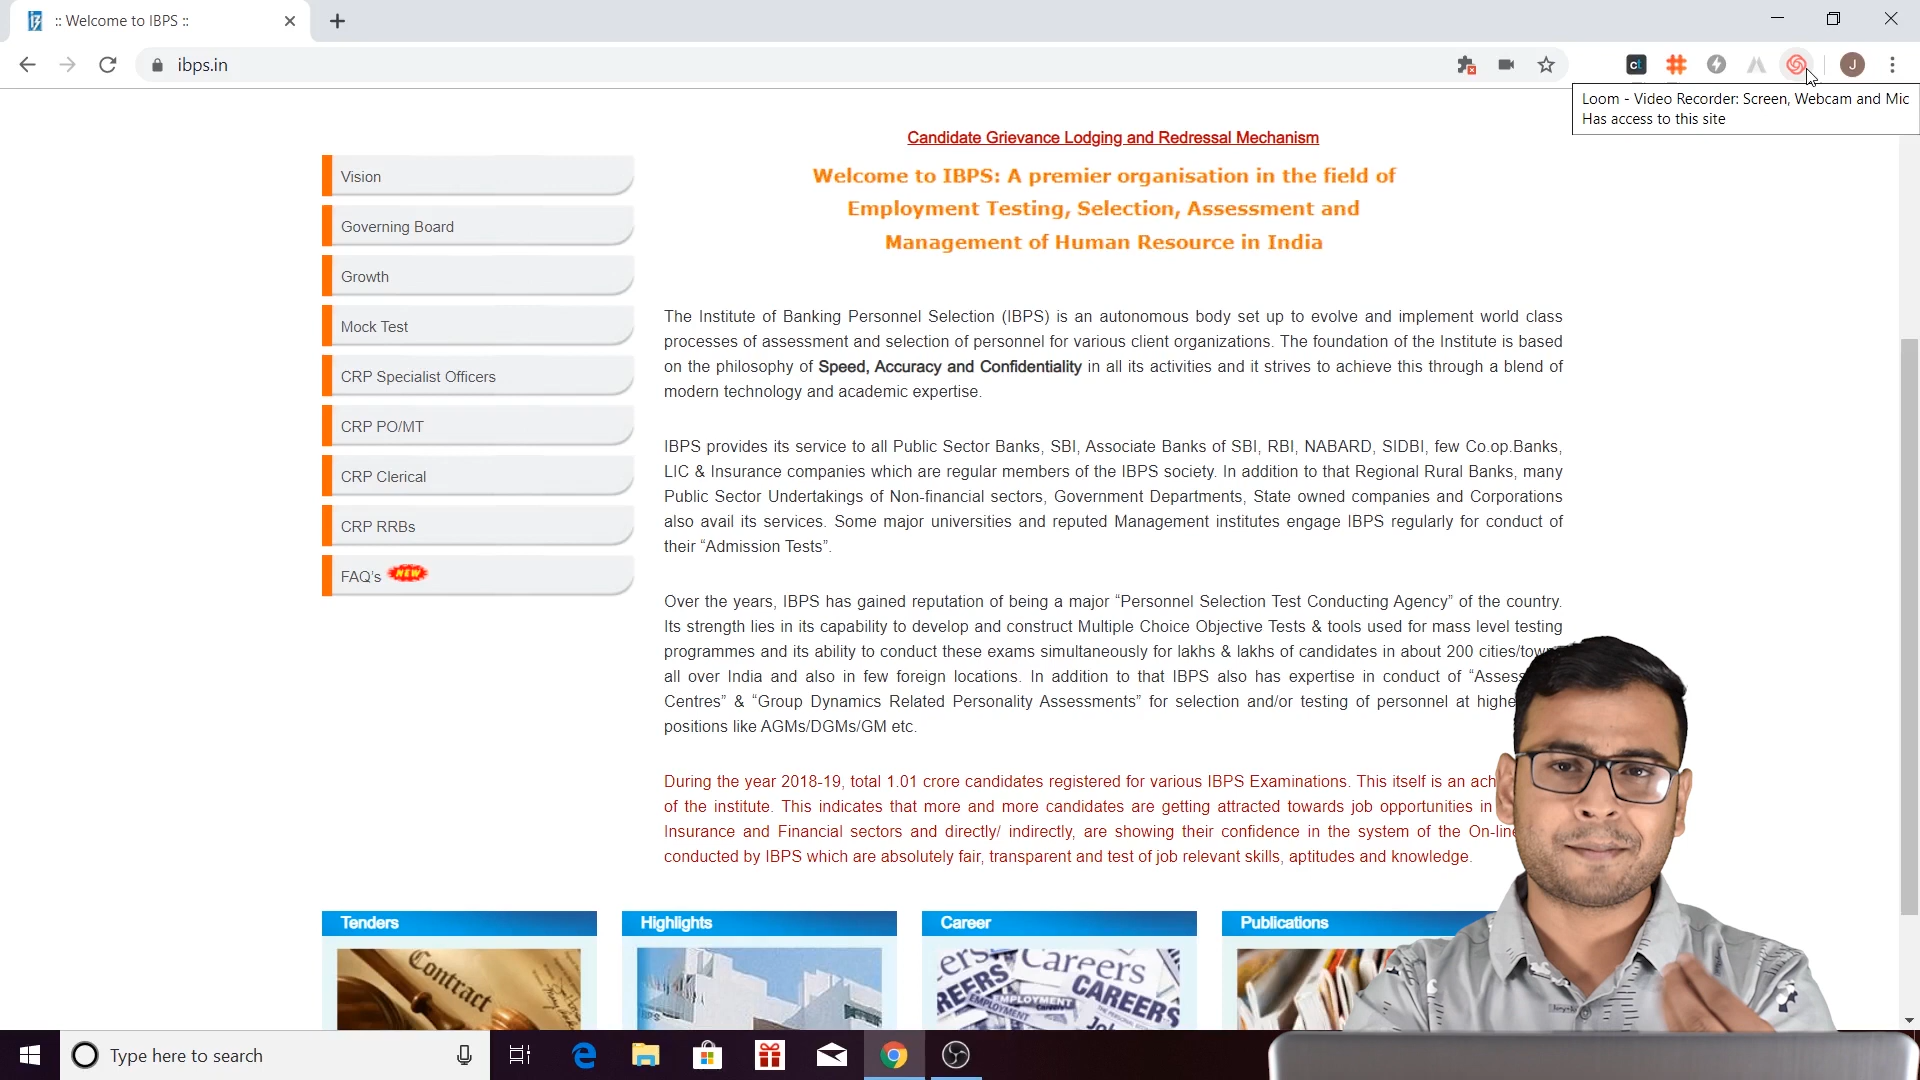 :: Welcome to IBPS ::
ibps.in
ct
J
Loom - Video Recorder: Screen, Webcam and Mic
Has access to this site
Candidate Grievance Lodging and Redressal Mechanism
Welcome to IBPS: A premier organisation in the field of
Employment Testing, Selection, Assessment and
Management of Human Resource in India
Vision
Governing Board
Growth
Mock Test
CRP Specialist Officers
CRP PO/MT
CRP Clerical
CRP RRBs
FAQ's NEW
The Institute of Banking Personnel Selection (IBPS) is an autonomous body set up to evolve and implement world class
processes of assessment and selection of personnel for various client organizations. The foundation of the Institute is based
on the philosophy of Speed, Accuracy and Confidentiality in all its activities and it strives to achieve this through a blend of
modern technology and academic expertise.
IBPS provides its service to all Public Sector Banks, SBI, Associate Banks of SBI, RBI, NABARD, SIDBI, few Co.op.Banks,
LIC & Insurance companies which are regular members of the IBPS society. In addition to that Regional Rural Banks, many
Public Sector Undertakings of Non-financial sectors, Government Departments, State owned companies and Corporations
also avail its services. Some major universities and reputed Management institutes engage IBPS regularly for conduct of
their “Admission Tests”.
Over the years, IBPS has gained reputation of being a major “Personnel Selection Test Conducting Agency” of the country.
Its strength lies in its capability to develop and construct Multiple Choice Objective Tests & tools used for mass level testing
programmes and its ability to conduct these exams simultaneously for lakhs & lakhs of candidates in about 200 cities/tow
all over India and also in few foreign locations. In addition to that IBPS also has expertise in conduct of “Assess
Centres” & “Group Dynamics Related Personality Assessments” for selection and/or testing of personnel at highe
positions like AGMs/DGMs/GM etc.
During the year 2018-19, total 1.01 crore candidates registered for various IBPS Examinations. This itself is an ach
of the institute. This indicates that more and more candidates are getting attracted towards job opportunities in
Insurance and Financial sectors and directly/ indirectly, are showing their confidence in the system of the On-line
conducted by IBPS which are absolutely fair, transparent and test of job relevant skills, aptitudes and knowledge.
Tenders
Highlights
Career
Publications
Contract
Careers
CAREERS
EMPLOYMENT
Type here to search